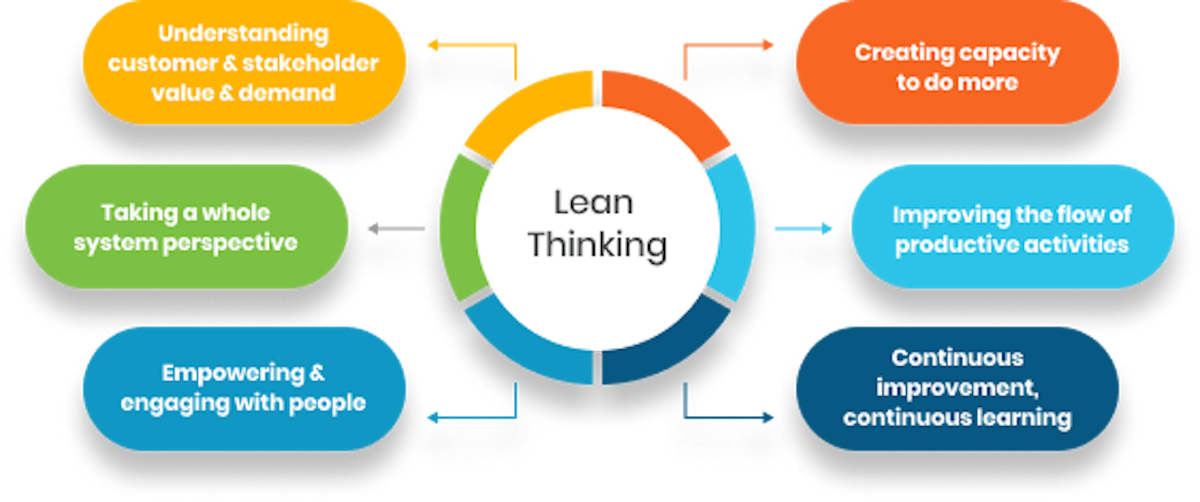 Understanding
customer & stakeholder
value & demand
Creating capacity
to do more
Taking a whole
system perspective
Lean
Thinking
Improving the flow of
productive activities
Empowering &
engaging with people
Continuous
improvement,
continuous learning